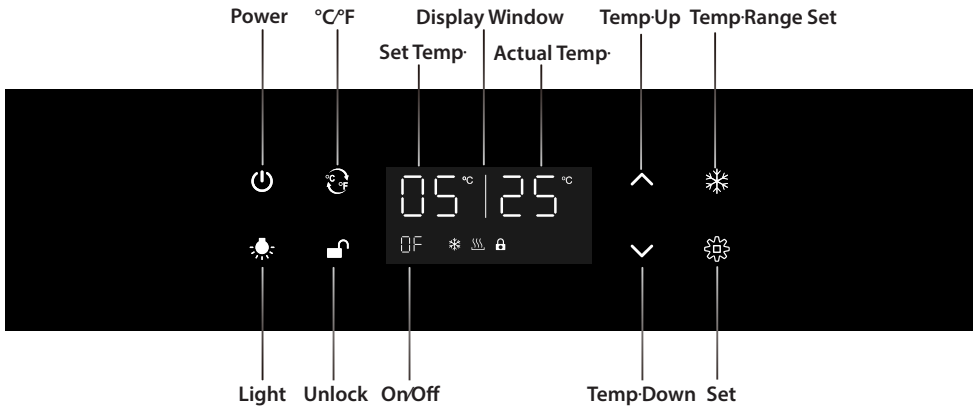 Power °C/°F Display Window Temp·Up Temp·Range Set
Set Temp· Actual Temp·
°C °F
05 °C 25 °C
0F
Light Unlock On/Off Temp·Down Set